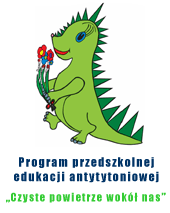 Program przedszkolnej
edukacji antytytoniowej
„Czyste powietrze wokół nas”